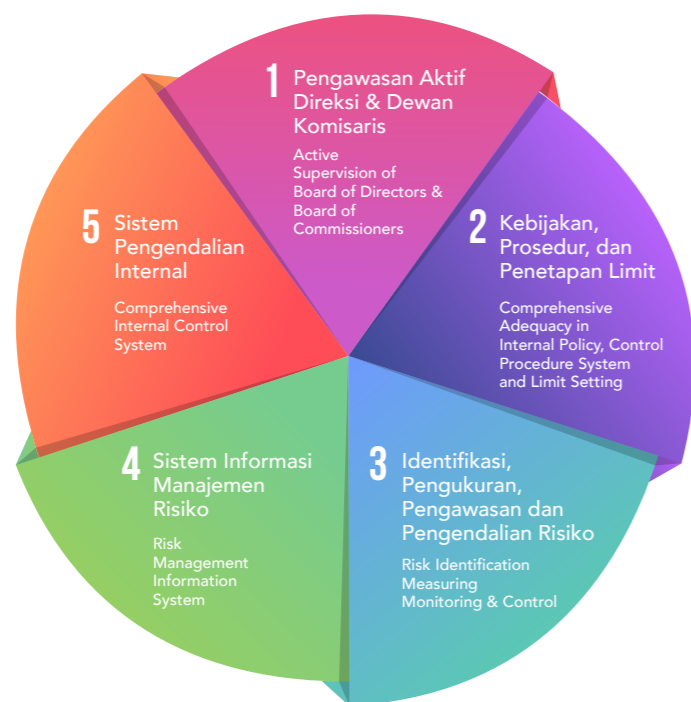 1 Pengawasan Aktif
Direksi & Dewan
Komisaris
Active
Supervision of
Board of Directors &
Board of
Commissioners
2 Kebijakan,
Prosedur, dan
Penetapan Limit
Comprehensive
Adequacy in
Internal Policy, Control
Procedure System
and Limit Setting
3 Identifikasi,
Pengukuran,
Pengawasan dan
Pengendalian Risiko
Risk Identification
Measuring
Monitoring & Control
4 Sistem Informasi
Manajemen
Risiko
Risk
Management
Information
System
5 Sistem
Pengendalian
Internal
Comprehensive
Internal Control
System